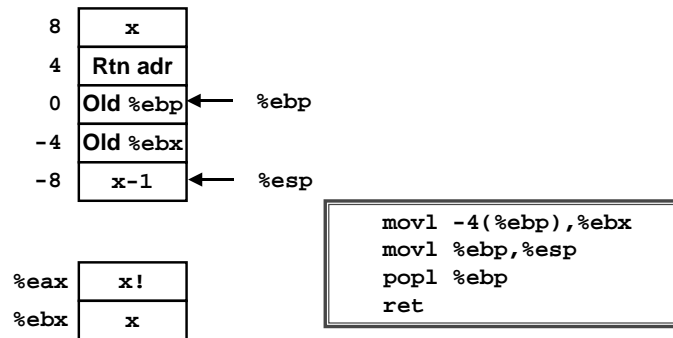 8 x
4 Rtn adr
0 Old %ebp %ebp
-4 Old %ebx
-8 x-1 %esp
movl -4(%ebp),%ebx
movl %ebp,%esp
popl %ebp
ret
%eax x!
%ebx x